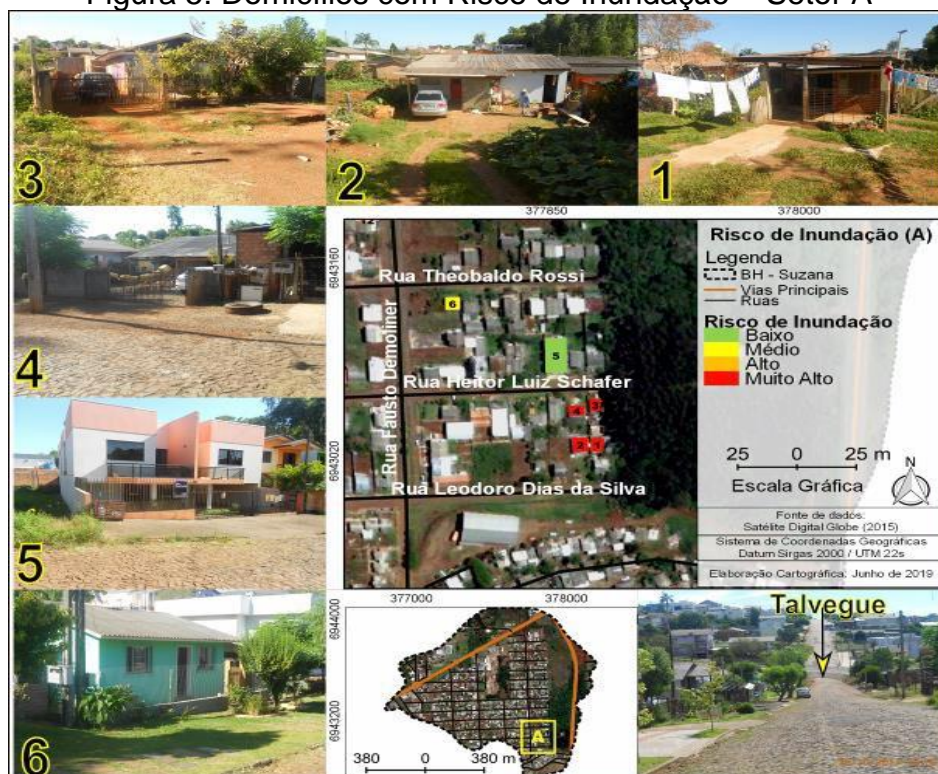 Figura 3: Domicílios com Risco de Inundação – Setor A
3
2
1
4
5
6
377850
378000
6943160
6943020
Rua Theobaldo Rossi
6
5
Rua Fausto Demoliner
Rua Heitor Luiz Schafer
4
3
2
1
Rua Leodoro Dias da Silva
Risco de Inundação (A)
Legenda
BH - Suzana
Vias Principais
Ruas
Risco de Inundação
Baixo
Médio
Alto
Muito Alto
25 0 25 m
N
Escala Gráfica
Fonte de dados:
Satélite Digital Globe (2015)
Sistema de Coordenadas Geográficas
Datum Sirgas 2000 / UTM 22s
Elaboração Cartográfica: Junho de 2019
377000
378000
6944000
6943200
A
380 0 380 m
Talvegue